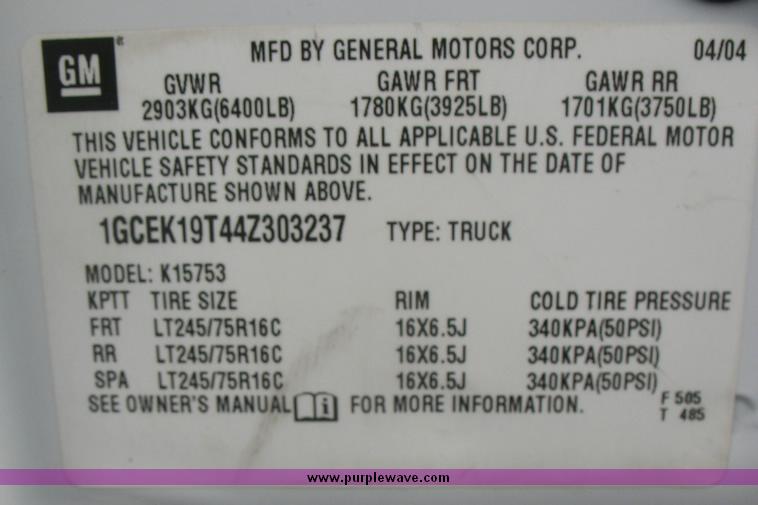 GM®
MFD BY GENERAL MOTORS CORP. 04/04
GVWR GAWR FRT GAWR RR
2903KG(6400LB) 1780KG(3925LB) 1701KG(3750LB)
THIS VEHICLE CONFORMS TO ALL APPLICABLE U.S. FEDERAL MOTOR
VEHICLE SAFETY STANDARDS IN EFFECT ON THE DATE OF
MANUFACTURE SHOWN ABOVE.
1GCEK19T44Z303237 TYPE: TRUCK
MODEL: K15753
KPTT TIRE SIZE RIM COLD TIRE PRESSURE
FRT LT245/75R16C 16X6.5J 340KPA(50PSI)
RR LT245/75R16C 16X6.5J 340KPA(50PSI)
SPA LT245/75R16C 16X6.5J 340KPA(50PSI)
SEE OWNER'S MANUAL i FOR MORE INFORMATION.
F 505
T 485
www.purplewave.com